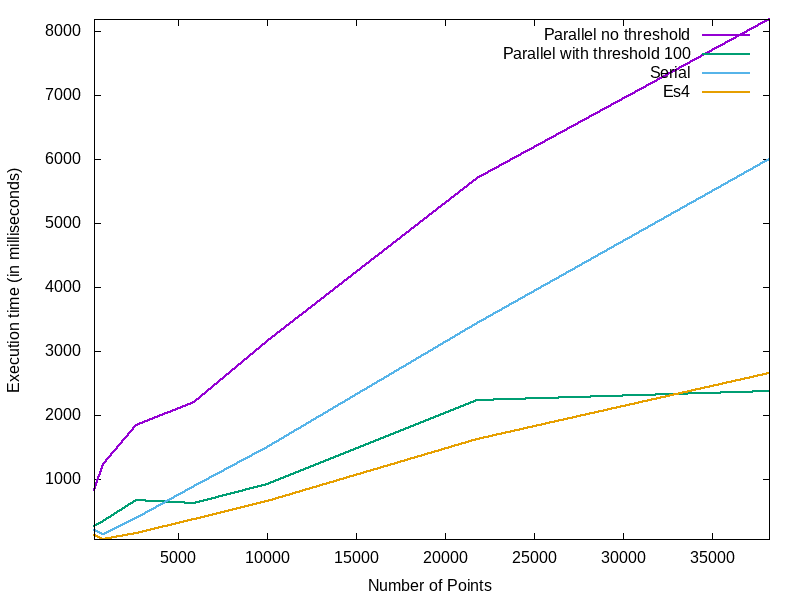 8000
7000
6000
5000
4000
3000
2000
1000
Execution time (in milliseconds)
Parallel no threshold
Parallel with threshold 100
Serial
Es4
5000 10000 15000 20000 25000 30000 35000
Number of Points